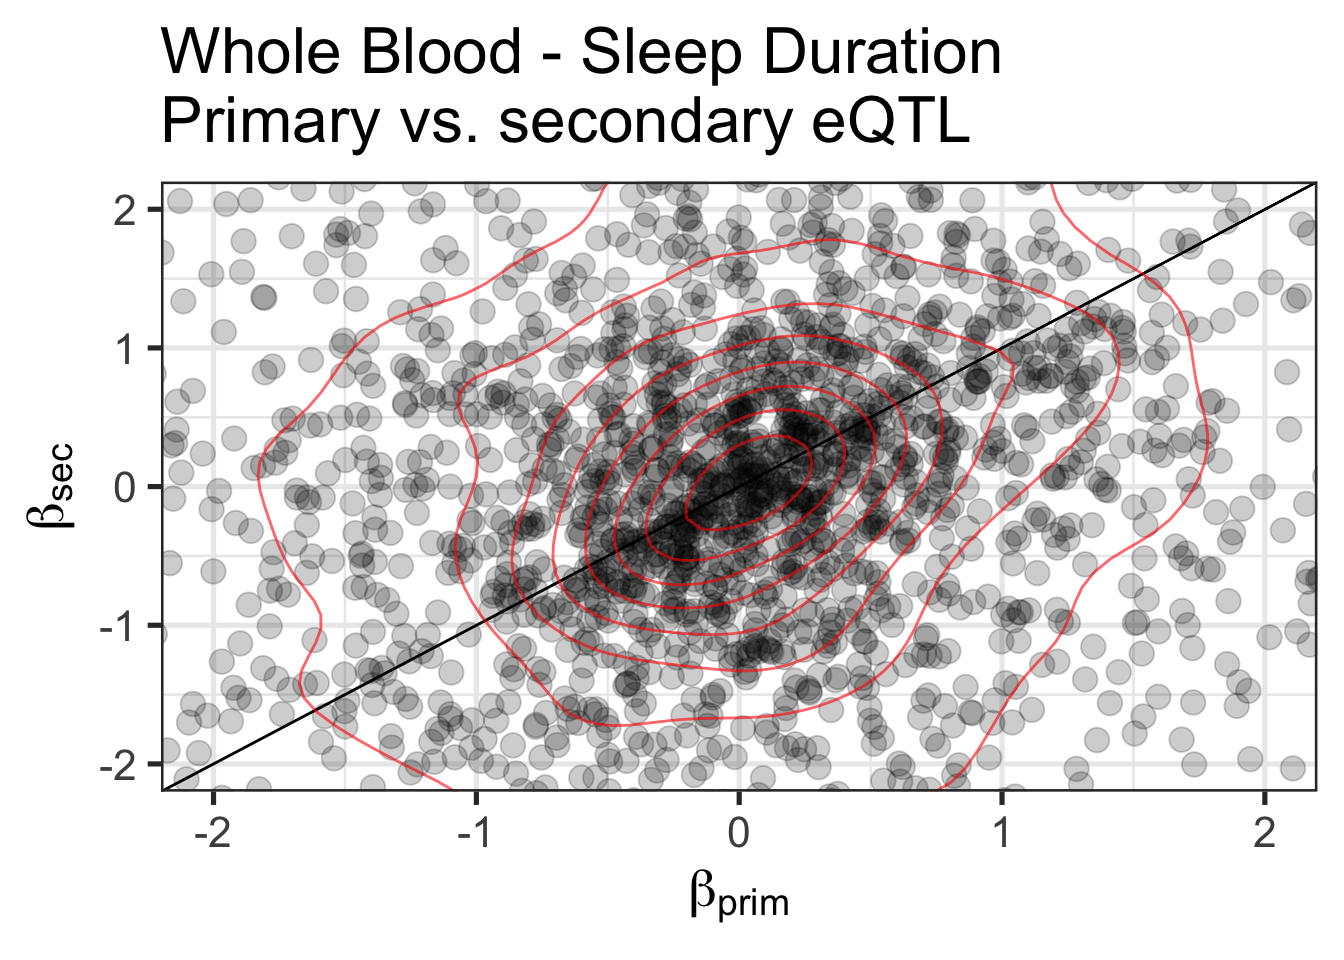 Whole Blood - Sleep Duration
Primary vs. secondary eQTL
2
1
0
-1
-2
βsec
-2 -1 0 1 2
βprim